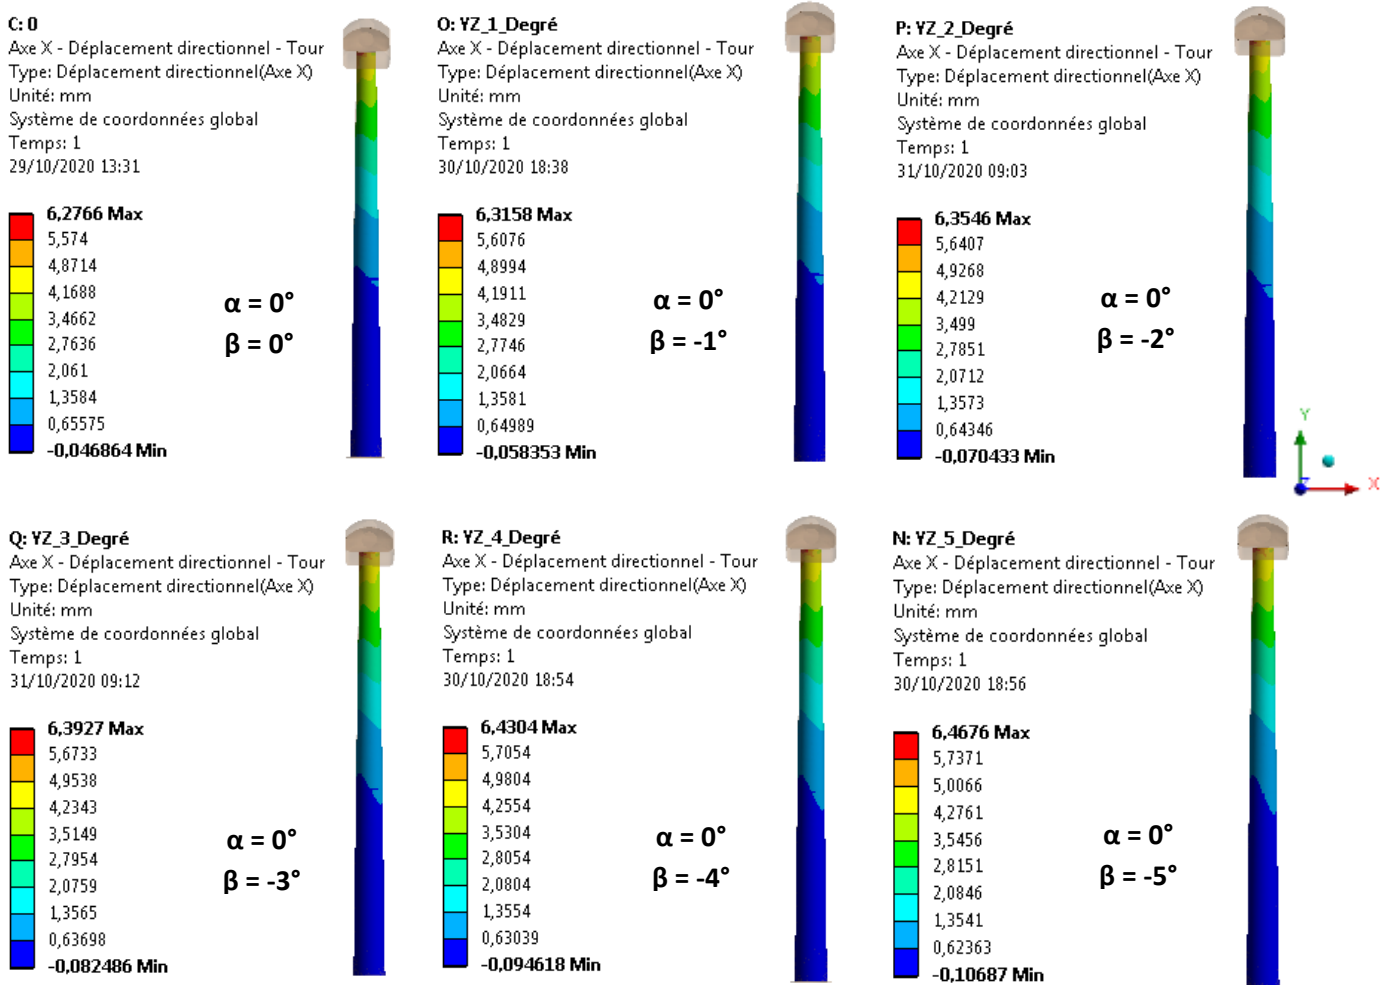 C: 0
Axe X - Déplacement directionnel - Tour
Type: Déplacement directionnel(Axe X)
Unité: mm
Système de coordonnées global
Temps: 1
29/10/2020 13:31
6,2766 Max
5,574
4,8714
4,1688
3,4662
2,7636
2,061
1,3584
0,65575
-0,046864 Min
α = 0°
β = 0°
O: YZ_1_Degré
Axe X - Déplacement directionnel - Tour
Type: Déplacement directionnel(Axe X)
Unité: mm
Système de coordonnées global
Temps: 1
30/10/2020 18:38
6,3158 Max
5,6076
4,8994
4,1911
3,4829
2,7746
2,0664
1,3581
0,64989
-0,058353 Min
α = 0°
β = -1°
P: YZ_2_Degré
Axe X - Déplacement directionnel - Tour
Type: Déplacement directionnel(Axe X)
Unité: mm
Système de coordonnées global
Temps: 1
31/10/2020 09:03
6,3546 Max
5,6407
4,9268
4,2129
3,499
2,7851
2,0712
1,3573
0,64346
-0,070433 Min
α = 0°
β = -2°
Y
Z
X
Q: YZ_3_Degré
Axe X - Déplacement directionnel - Tour
Type: Déplacement directionnel(Axe X)
Unité: mm
Système de coordonnées global
Temps: 1
31/10/2020 09:12
6,3927 Max
5,6733
4,9538
4,2343
3,5149
2,7954
2,0759
1,3565
0,63698
-0,082486 Min
α = 0°
β = -3°
R: YZ_4_Degré
Axe X - Déplacement directionnel - Tour
Type: Déplacement directionnel(Axe X)
Unité: mm
Système de coordonnées global
Temps: 1
30/10/2020 18:54
6,4304 Max
5,7054
4,9804
4,2554
3,5304
2,8054
2,0804
1,3554
0,63039
-0,094618 Min
α = 0°
β = -4°
N: YZ_5_Degré
Axe X - Déplacement directionnel - Tour
Type: Déplacement directionnel(Axe X)
Unité: mm
Système de coordonnées global
Temps: 1
30/10/2020 18:56
6,4676 Max
5,7371
5,0066
4,2761
3,5456
2,8151
2,0846
1,3541
0,62363
-0,10687 Min
α = 0°
β = -5°